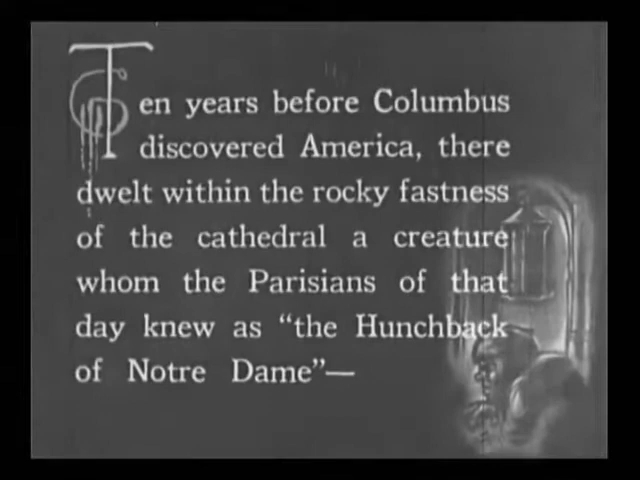 Ten years before Columbus
discovered America, there
dwelt within the rocky fastness
of the cathedral a creature
whom the Parisians of that
day knew as “the Hunchback
of Notre Dame”—